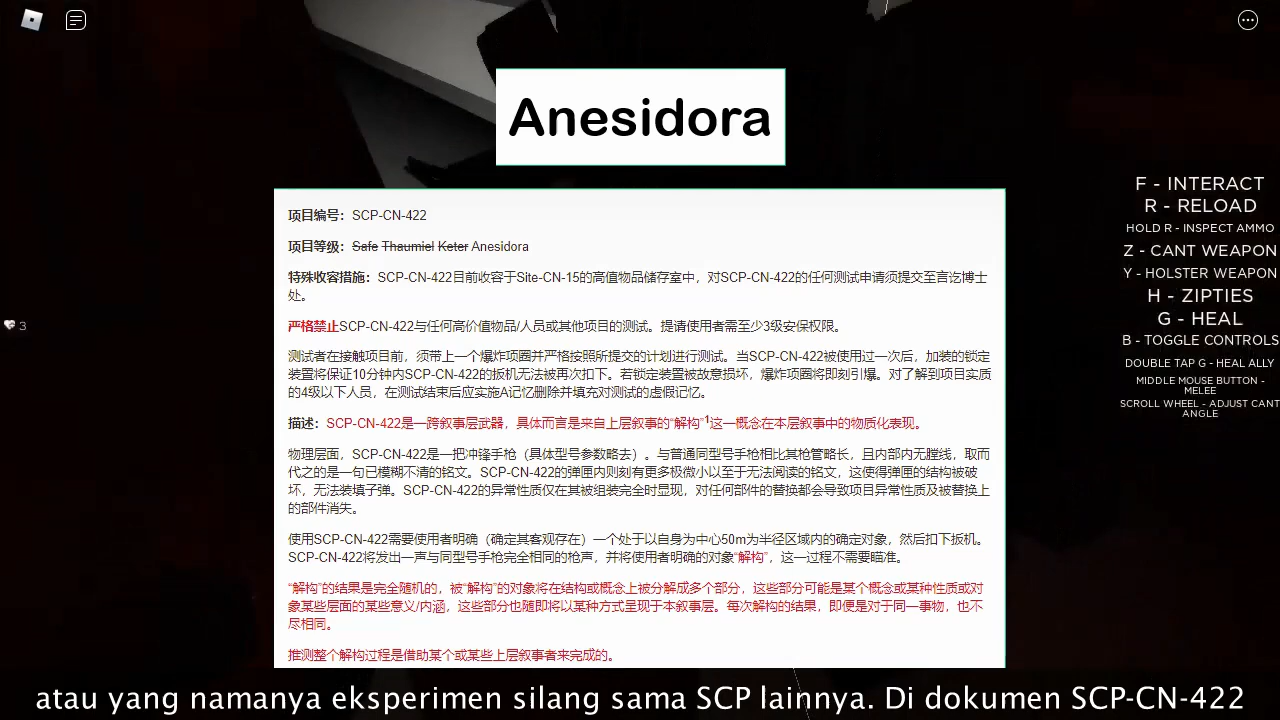 Anesidora
项目编号：SCP-CN-422
项目等级：Safe Thaumiel Keter Anesidora
特殊收容措施：SCP-CN-422目前收容于Site-CN-15的高值物品储存室中，对SCP-CN-422的任何测试申请须提交至言讫博士
处。
严格禁止SCP-CN-422与任何高价值物品/人员或其他项目的测试。提请使用者需至少3级安保权限。
测试者在接触项目前，须带上一个爆炸项圈并严格按照所提交的计划进行测试。当SCP-CN-422被使用过一次后，加装的锁定
装置将保证10分钟内SCP-CN-422的扳机无法被再次扣下。若锁定装置被故意损坏，爆炸项圈将即刻引爆。对了解到项目实质
的4级以下人员，在测试结束后应实施A记忆删除并填充对测试的虚假记忆。
描述：SCP-CN-422是一跨叙事层武器，具体而言是来自上层叙事的“解构”1这一概念在本层叙事中的物质化表现。
物理层面，SCP-CN-422是一把冲锋手枪（具体型号参数略去）。与普通同型号手枪相比其枪管略长，且内部内无膛线，取而
代之的是一句已模糊不清的铭文。SCP-CN-422的弹匣内则刻有更多极微小以至于无法阅读的铭文，这使得弹匣的结构被破
坏，无法装填子弹。SCP-CN-422的异常性质仅在其被组装完全时显现，对任何部件的替换都会导致项目异常性质及被替换上
的部件消失。
使用SCP-CN-422需要使用者明确（确定其客观存在）一个处于以自身为中心50m为半径区域内的确定对象，然后扣下扳机。
SCP-CN-422将发出一声与同型号手枪完全相同的枪声，并将使用者明确的对象“解构”，这一过程不需要瞄准。
“解构”的结果是完全随机的，被“解构”的对象将在结构或概念上被分解成多个部分，这些部分可能是某个概念或某种性质或对
象某些层面的某些意义/内涵，这些部分也随即将以某种方式呈现于本叙事层。每次解构的结果，即便是对于同一事物，也不
尽相同。
推测整个解构过程是借助某个或某些上层叙事者来完成的。
F - INTERACT
R - RELOAD
HOLD R - INSPECT AMMO
Z - CANT WEAPON
Y - HOLSTER WEAPON
H - ZIPTIES
G - HEAL
B - TOGGLE CONTROLS
DOUBLE TAP G - HEAL ALLY
MIDDLE MOUSE BUTTON -
MELEE
SCROLL WHEEL - ADJUST CANT
ANGLE
3
atau yang namanya eksperimen silang sama SCP lainnya. Di dokumen SCP-CN-422